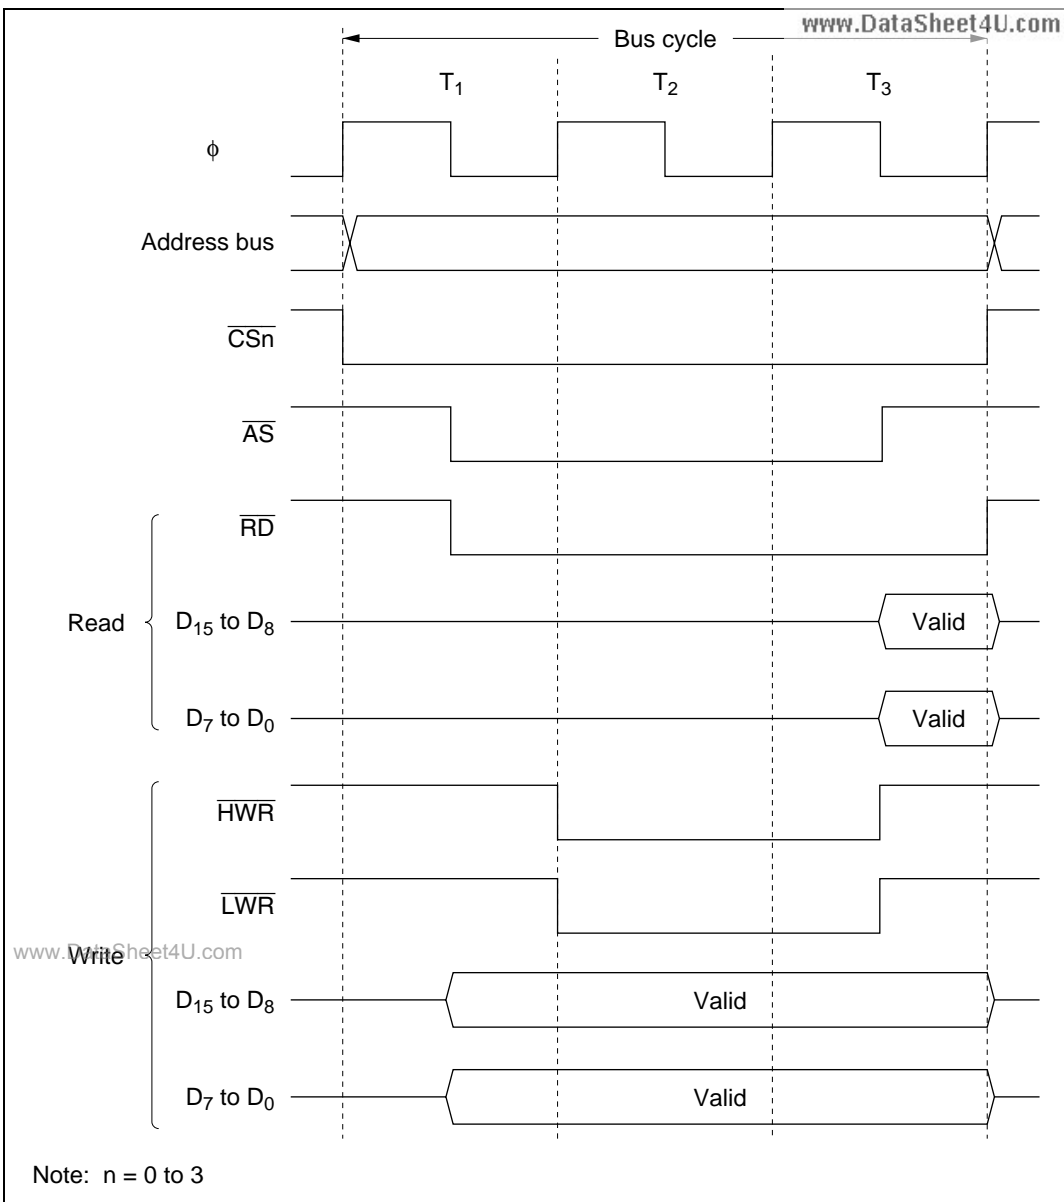 www.DataSheet4U.com
Bus cycle
T1 T2 T3
ϕ
Address bus
CSn
AS
RD
Read
D15 to D8 Valid
D7 to D0 Valid
HWR
LWR
www.DataSheet4U.com
Write
D15 to D8 Valid
D7 to D0 Valid
Note: n = 0 to 3